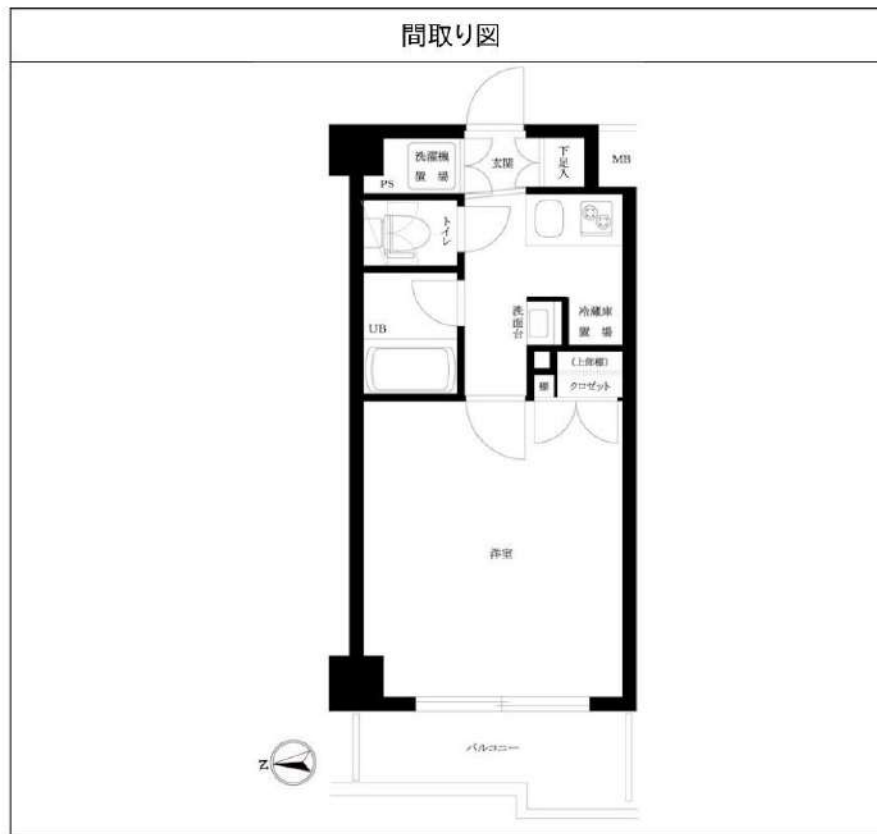 間取り図
洗濯機
置 場
玄関
下足入
MB
PS
トイレ
UB
洗面台
冷蔵庫
置 場
(上部棚)
棚
クロゼット
洋室
バルコニー
N